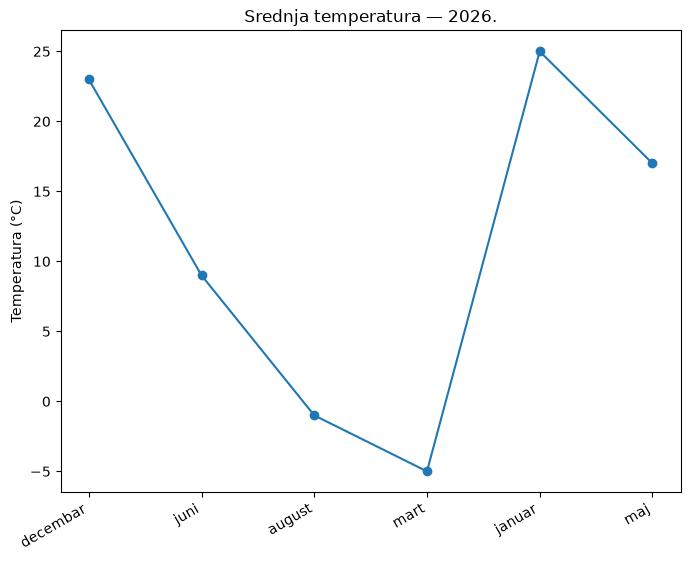 Srednja temperatura — 2026.
Temperatura (°C)
25
20
15
10
5
0
−5
decembar
juni
august
mart
januar
maj